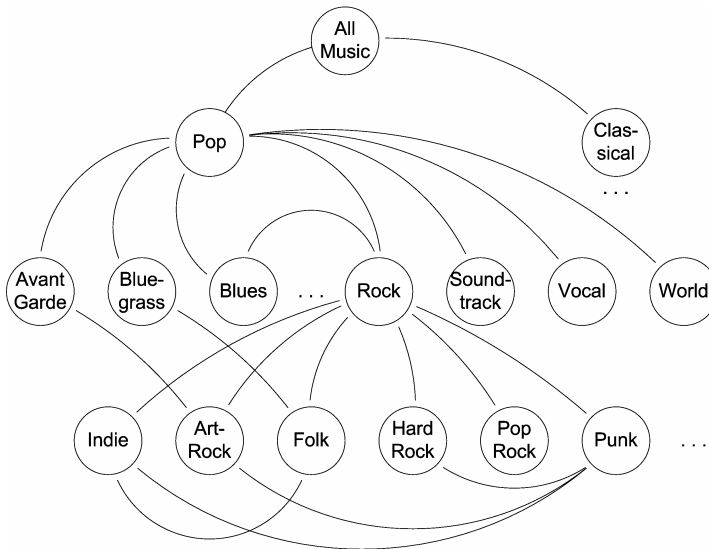 All
Music
Pop
Clas-
sical
. . .
Avant
Garde
Blue-
grass
Blues
. . .
Rock
Sound-
track
Vocal
World
Indie
Art-
Rock
Folk
Hard
Rock
Pop
Rock
Punk
. . .